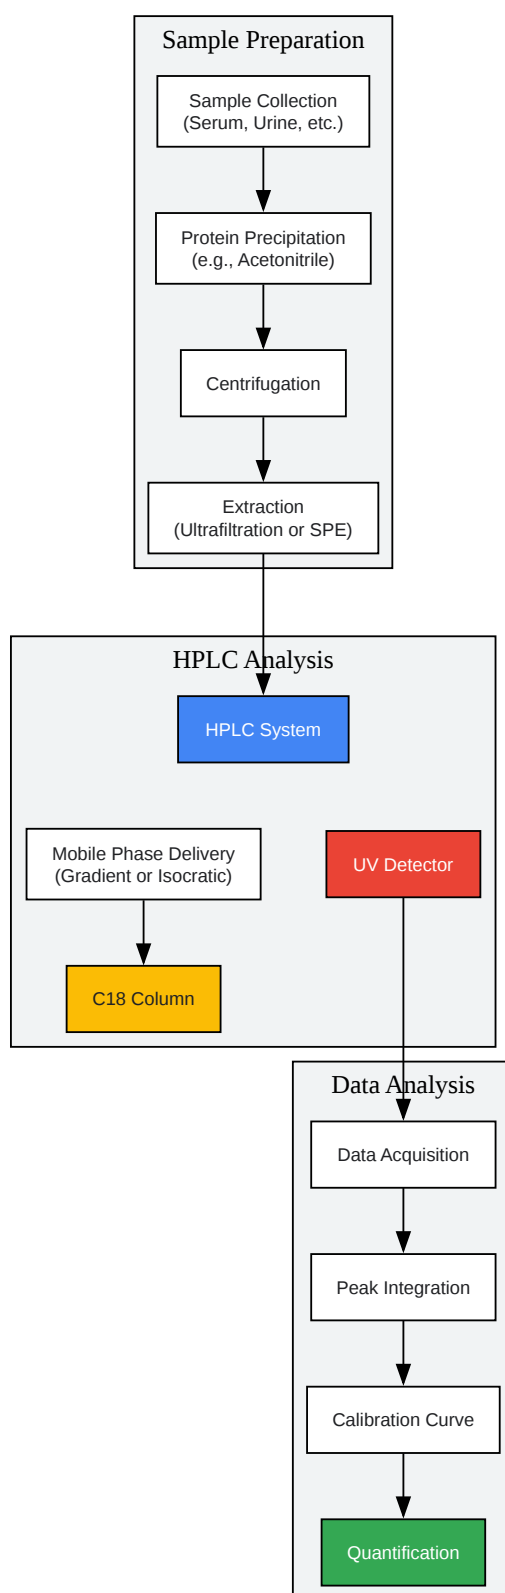 Sample Preparation
Sample Collection
(Serum, Urine, etc.)
Protein Precipitation
(e.g., Acetonitrile)
Centrifugation
Extraction
(Ultrafiltration or SPE)
HPLC Analysis
HPLC System
Mobile Phase Delivery
(Gradient or Isocratic)
UV Detector
C18 Column
Data Analysis
Data Acquisition
Peak Integration
Calibration Curve
Quantification